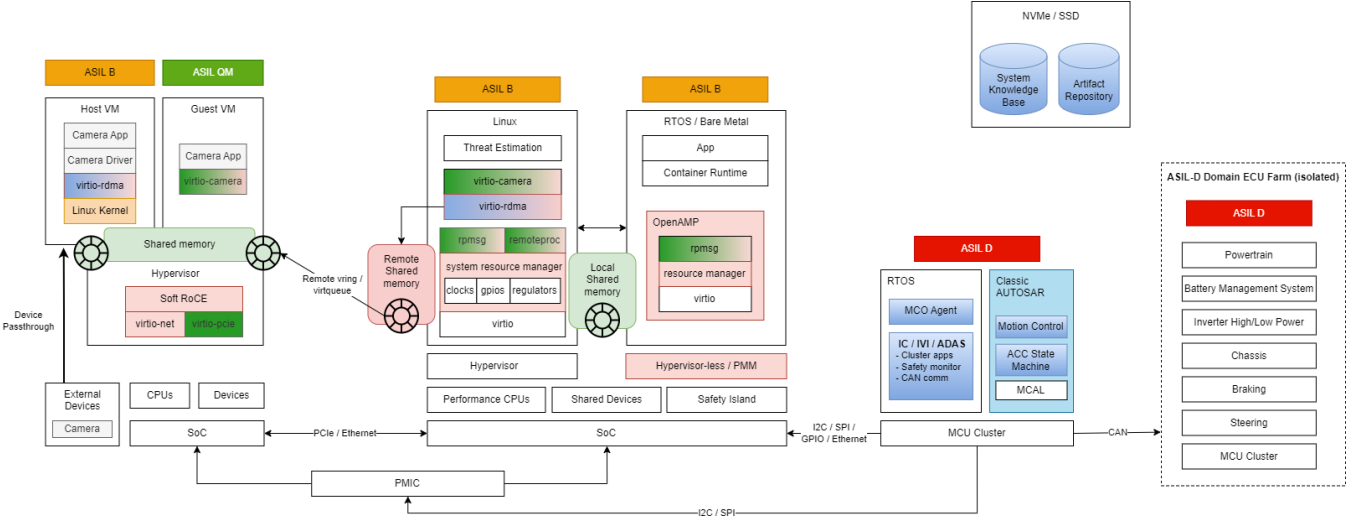 NVMe / SSD
System
Knowledge
Base
Artifact
Repository
ASIL B
ASIL QM
Host VM
Camera App
Camera Driver
virtio-rdma
Linux Kernel
Guest VM
Camera App
virtio-camera
Shared memory
Hypervisor
Soft RoCE
virtio-net
virtio-pcie
Device
Passthrough
External
Devices
Camera
CPUs
Devices
SoC
PCIe / Ethernet
Remote vring /
virtqueue
Remote
Shared
memory
ASIL B
Linux
Threat Estimation
virtio-camera
virtio-rdma
rpmsg
remoteproc
system resource manager
clocks
gpios
regulators
virtio
Hypervisor
Local
Shared
memory
ASIL B
RTOS / Bare Metal
App
Container Runtime
OpenAMP
rpmsg
resource manager
virtio
Hypervisor-less / PMM
Performance CPUs
Shared Devices
Safety Island
SoC
PMIC
I2C / SPI
I2C / SPI /
GPIO / Ethernet
ASIL D
RTOS
MCO Agent
IC / IVI / ADAS
- Cluster apps
- Safety monitor
- CAN comm
Classic
AUTOSAR
Motion Control
ACC State
Machine
MCAL
MCU Cluster
CAN
ASIL-D Domain ECU Farm (isolated)
ASIL D
Powertrain
Battery Management System
Inverter High/Low Power
Chassis
Braking
Steering
MCU Cluster